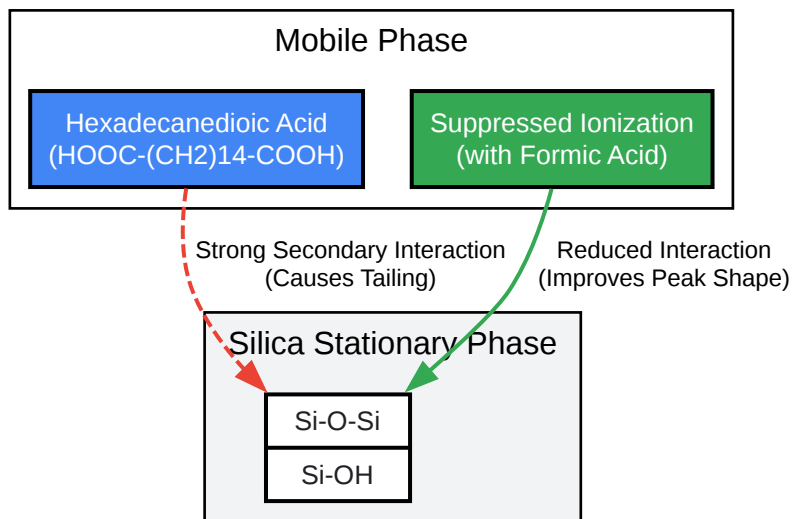 Mobile Phase
Hexadecanedioic Acid
(HOOC-(CH2)14-COOH)
Suppressed Ionization
(with Formic Acid)
Strong Secondary Interaction
(Causes Tailing)
Reduced Interaction
(Improves Peak Shape)
Silica Stationary Phase
Si-O-Si
Si-OH